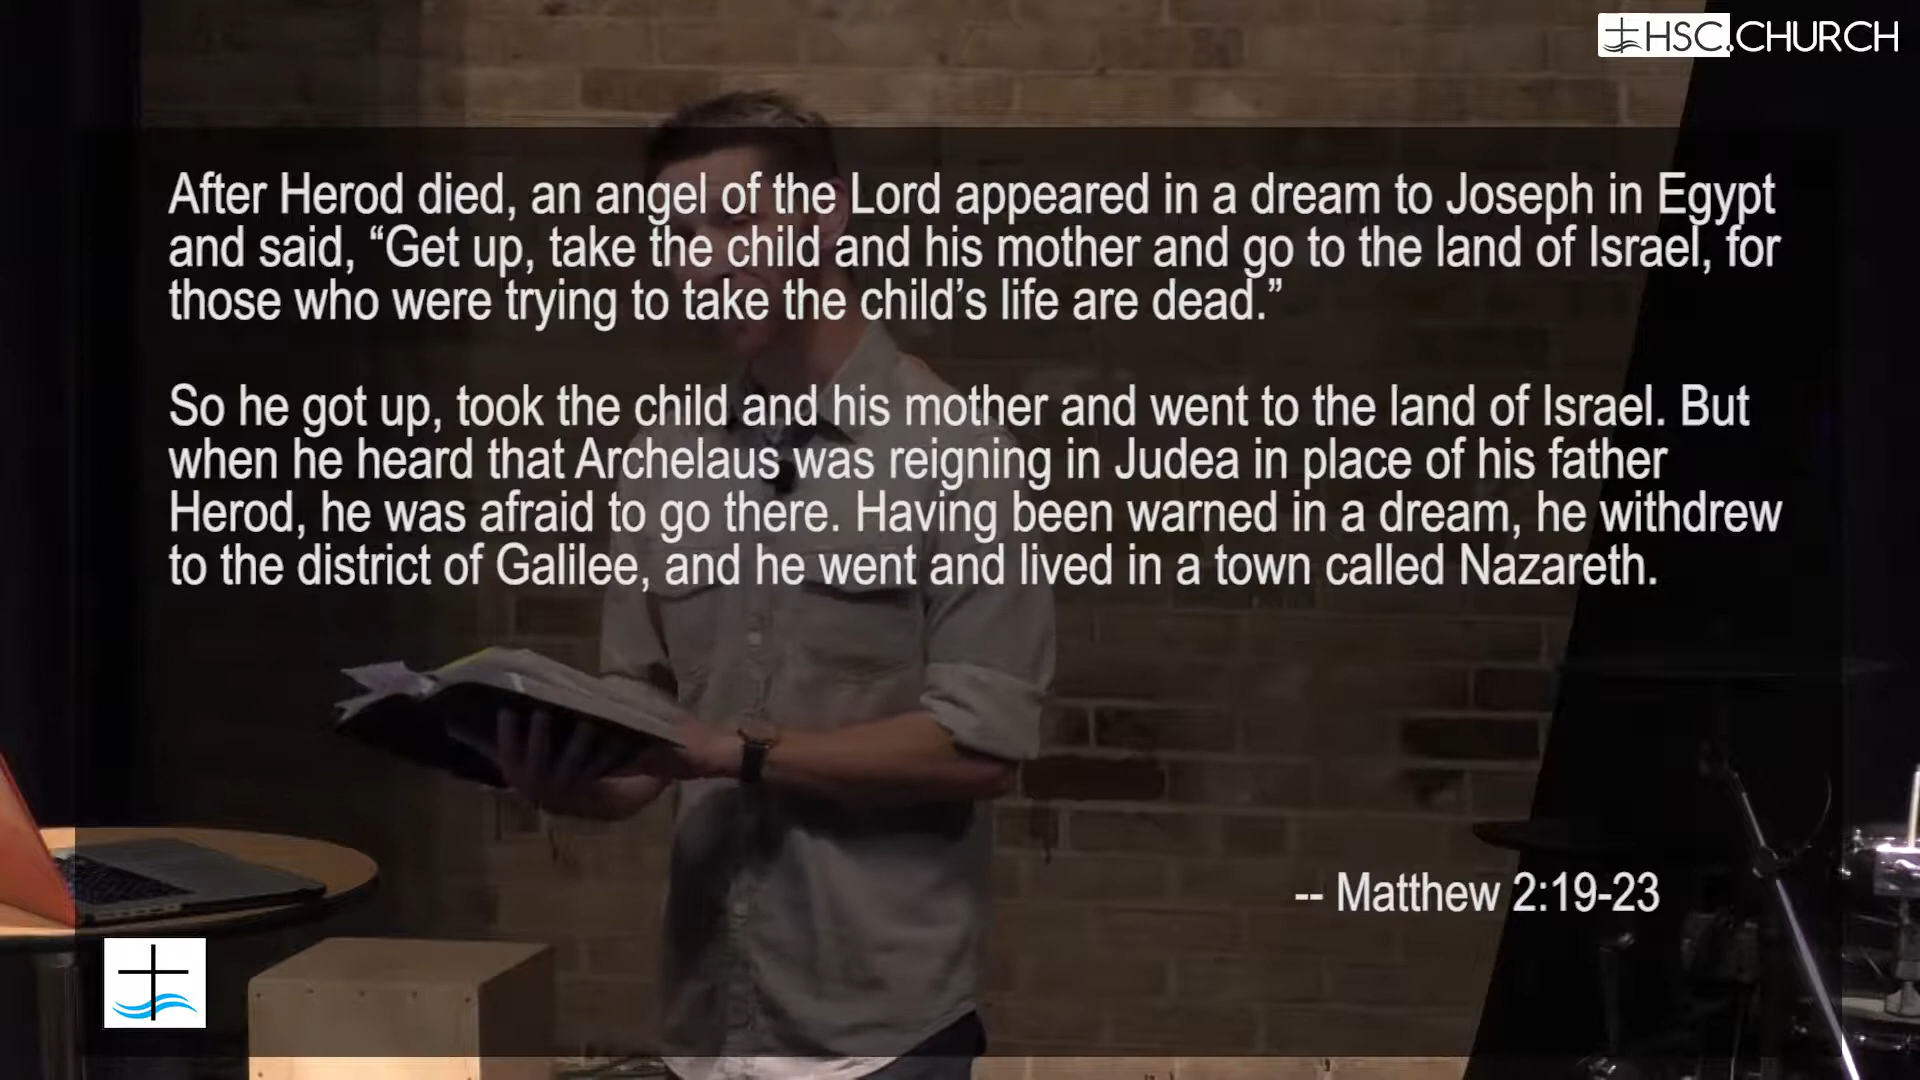 HSC.CHURCH
After Herod died, an angel of the Lord appeared in a dream to Joseph in Egypt
and said, “Get up, take the child and his mother and go to the land of Israel, for
those who were trying to take the child’s life are dead.”
So he got up, took the child and his mother and went to the land of Israel. But
when he heard that Archelaus was reigning in Judea in place of his father
Herod, he was afraid to go there. Having been warned in a dream, he withdrew
to the district of Galilee, and he went and lived in a town called Nazareth.
-- Matthew 2:19-23